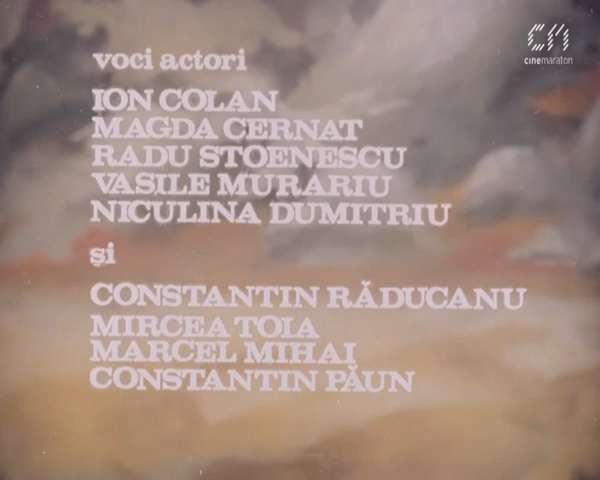 voci actori
ION COLAN
MAGDA CERNAT
RADU STOENESCU
VASILE MURARIU
NICULINA DUMITRIU
și
CONSTANTIN RĂDUCANU
MIRCEA TOIA
MARCEL MIHAI
CONSTANTIN PĂUN
CM
cinemaraton